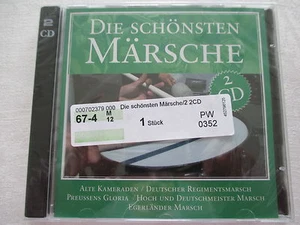 2
CD
DIE SCHÖNSTEN
MÄRSCHE
2
CD
000702379 000
67-4
M
12
Die schönsten Märsche/2 2CD
1 Stück
PW
0352
ALTE KAMERADEN / DEUTSCHER REGIMENTSMARSCH
PREUSSENS GLORIA / HOCH UND DEUTSCHMEISTER MARSCH
EGERLÄNDER MARSCH